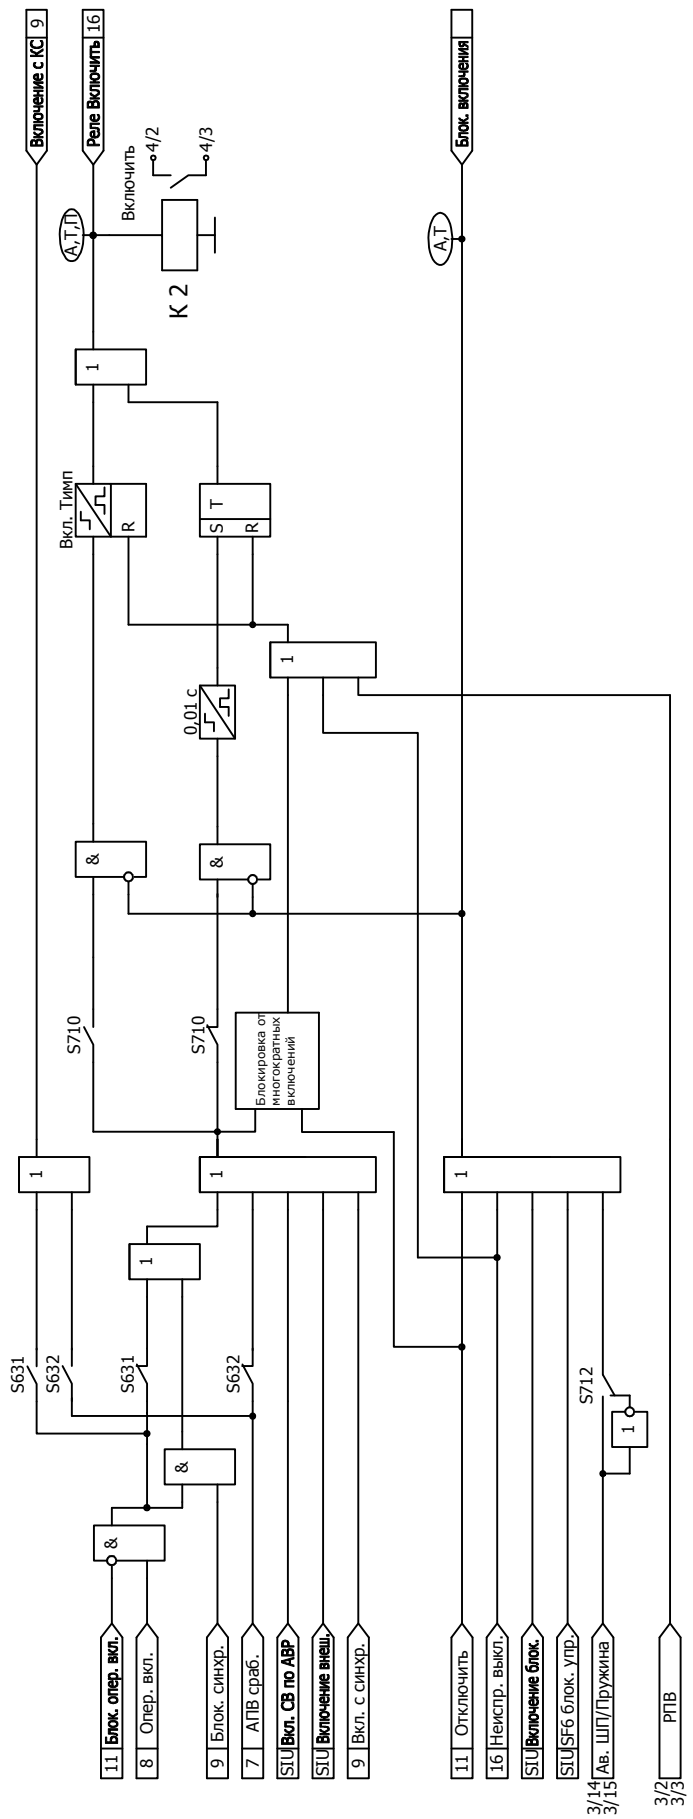 Включение с КС 9
Реле Включить 16
Блок. включения
А,Т,П
А,Т
Включить
4/2
4/3
К 2
1
Вкл. Тимп
R
T
S
R
1
0,01 с
&
&
S710
S710
Блокировка от
многократных
включений
1
1
1
1
S631
S632
S631
S632
S712
1
&
&
11 Блок. опер. вкл.
8 Опер. вкл.
9 Блок. синхр.
7 АПВ сраб.
SIU Вкл. СВ по АВР
SIU Включение внеш.
9 Вкл. с синхр.
11 Отключить
16 Неиспр. выкл.
SIU Включение блок.
SIU SF6 блок. упр.
3/14
3/15
Ав. ШП/Пружина
3/2
3/3
РПВ